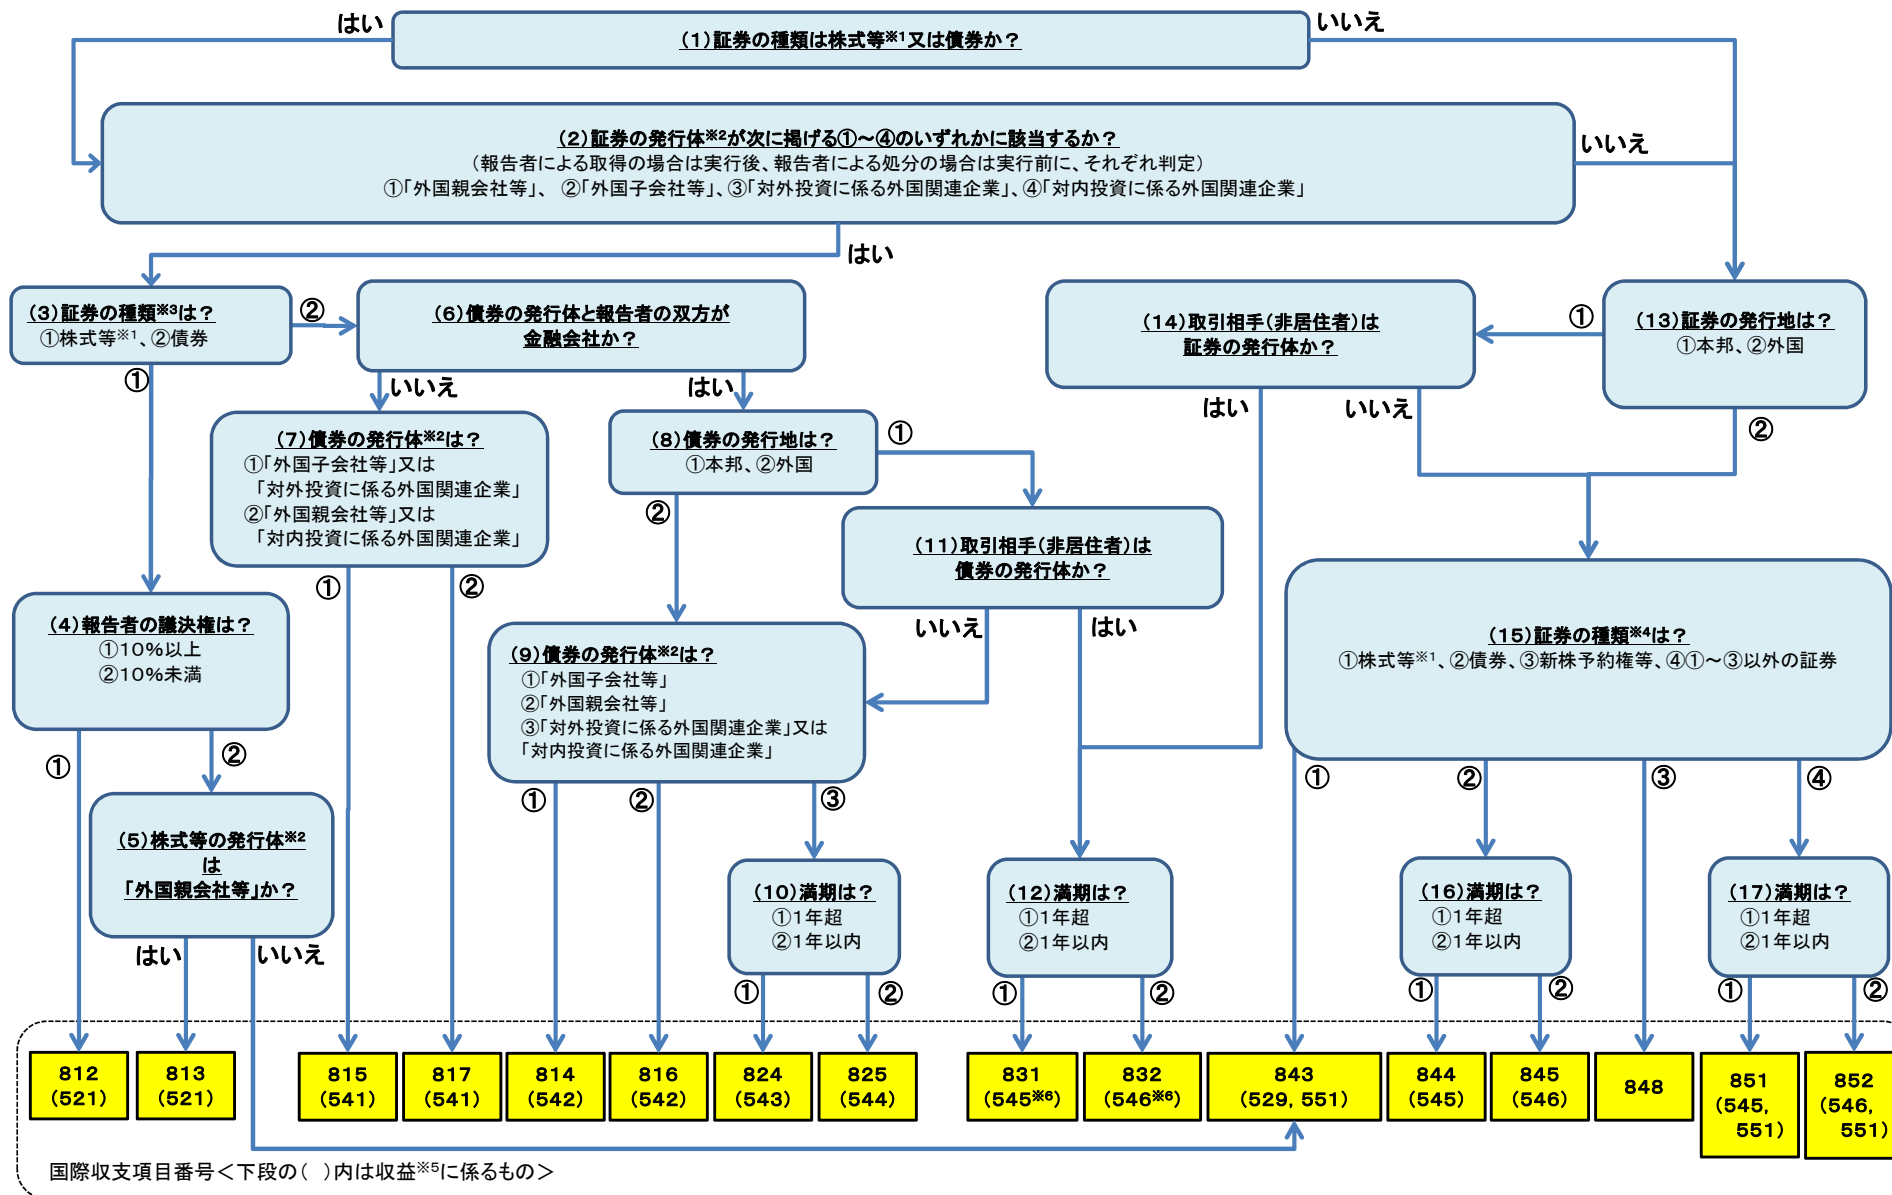 はい
いいえ
(1)証券の種類は株式等※1又は債券か？
(2)証券の発行体※2が次に掲げる①～④のいずれかに該当するか？
(報告者による取得の場合は実行後、報告者による処分の場合は実行前に、それぞれ判定)
①「外国親会社等」、 ②「外国子会社等」、③「対外投資に係る外国関連企業」、④「対内投資に係る外国関連企業」
いいえ
はい
(3)証券の種類※3は？
①株式等※1、②債券
②
①
(6)債券の発行体と報告者の双方が
金融会社か？
いいえ
はい
(14)取引相手(非居住者)は
証券の発行体か？
はい
いいえ
①
(13)証券の発行地は？
①本邦、②外国
②
(7)債券の発行体※2は？
①「外国子会社等」又は
「対外投資に係る外国関連企業」
②「外国親会社等」又は
「対内投資に係る外国関連企業」
①
②
(8)債券の発行地は？
①本邦、②外国
①
②
(11)取引相手(非居住者)は
債券の発行体か？
いいえ
はい
(4)報告者の議決権は？
①10％以上
②10％未満
①
②
(9)債券の発行体※2は？
①「外国子会社等」
②「外国親会社等」
③「対外投資に係る外国関連企業」又は
「対内投資に係る外国関連企業」
①
②
③
(15)証券の種類※4は？
①株式等※1、②債券、③新株予約権等、④①～③以外の証券
①
②
③
④
(5)株式等の発行体※2
は
「外国親会社等」か？
はい
いいえ
(10)満期は？
①1年超
②1年以内
①
②
(12)満期は？
①1年超
②1年以内
①
②
(16)満期は？
①1年超
②1年以内
①
②
(17)満期は？
①1年超
②1年以内
①
②
812
(521)
813
(521)
815
(541)
817
(541)
814
(542)
816
(542)
824
(543)
825
(544)
831
(545※6)
832
(546※6)
843
(529, 551)
844
(545)
845
(546)
848
851
(545,
551)
852
(546,
551)
国際収支項目番号＜下段の( )内は収益※5に係るもの＞